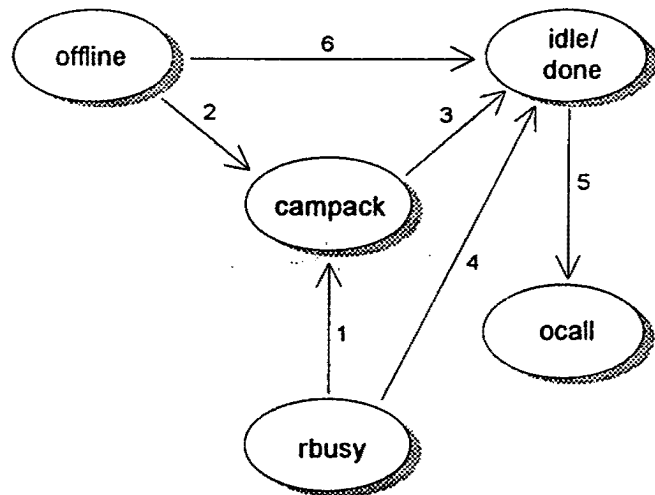 offline
6
idle/
done
2
3
campack
5
4
ocall
1
rbusy